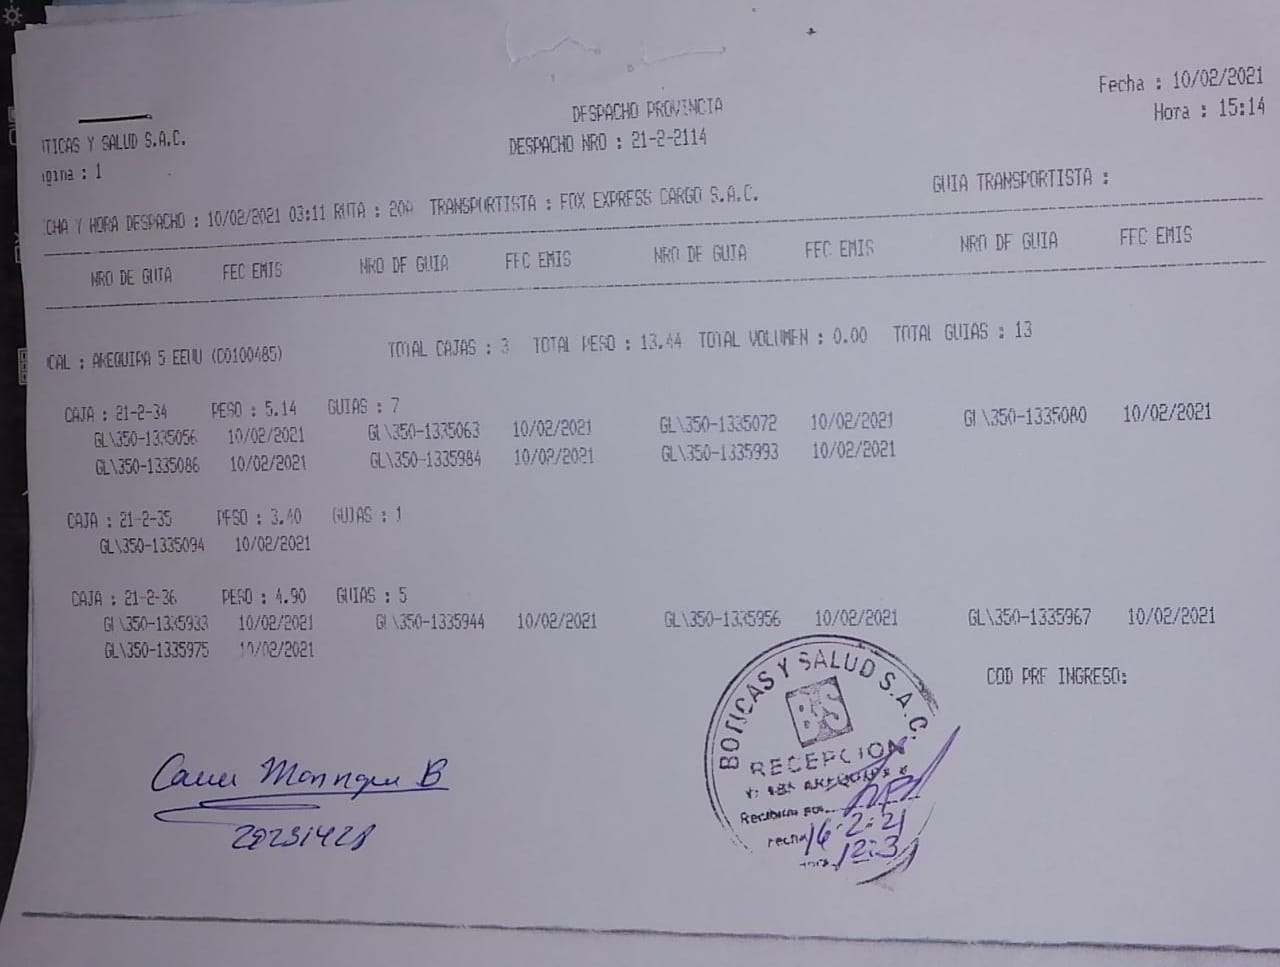 Fecha : 10/02/2021
Hora : 15:14
DESPACHO PROVINCIA
DESPACHO NRO : 21-2-2114
TICAS Y SALUD S.A.C.
gina : 1
GUIA TRANSPORTISTA :
CHA Y HORA DESPACHO : 10/02/2021 03:11 RUTA : 20A TRANSPORTISTA : FOX EXPRESS CARGO S.A.C.
NRO DE GUIA FEC EMIS NRO DE GUIA FEC EMIS NRO DE GUIA FEC EMIS NRO DE GUIA FEC EMIS
CAL : AREQUIPA 5 EEUU (C0100485) TOTAL CAJAS : 3 TOTAL PESO : 13.44 TOTAL VOLUMEN : 0.00 TOTAL GUIAS : 13
CAJA : 21-2-34 PESO : 5.14 GUIAS : 7
GL\350-1335056 10/02/2021 GL\350-1335063 10/02/2021 GL\350-1335072 10/02/2021 GL\350-1335080 10/02/2021
GL\350-1335086 10/02/2021 GL\350-1335984 10/02/2021 GL\350-1335993 10/02/2021
CAJA : 21-2-35 PESO : 3.40 GUIAS : 1
GL\350-1335094 10/02/2021
CAJA : 21-2-36 PESO : 4.90 GUIAS : 5
GL\350-1335933 10/02/2021 GL\350-1335944 10/02/2021 GL\350-1335956 10/02/2021 GL\350-1335967 10/02/2021
GL\350-1335975 10/02/2021
COD PRE INGRESO:
BOTICAS Y SALUD S.A.C.
BS
RECEPCION
Recibido por
Fecha 16-2-21
12:3
B